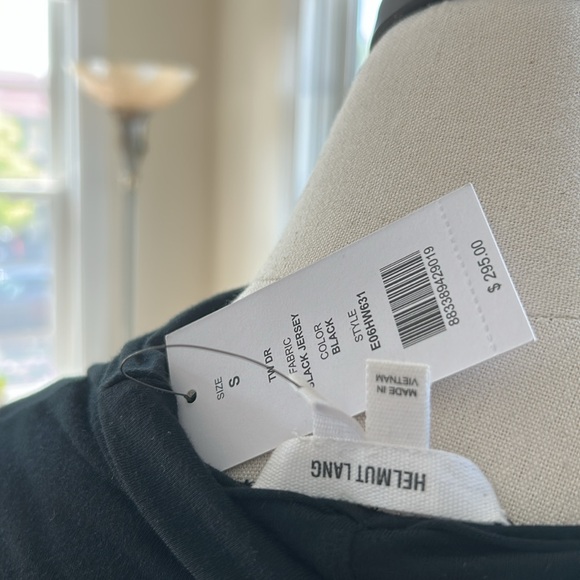 SIZE
S
TW DR
FABRIC
BLACK JERSEY
COLOR
BLACK
STYLE
E06HW631
883389429019
$ 295.00
MADE IN
VIETNAM
HELMUT LANG